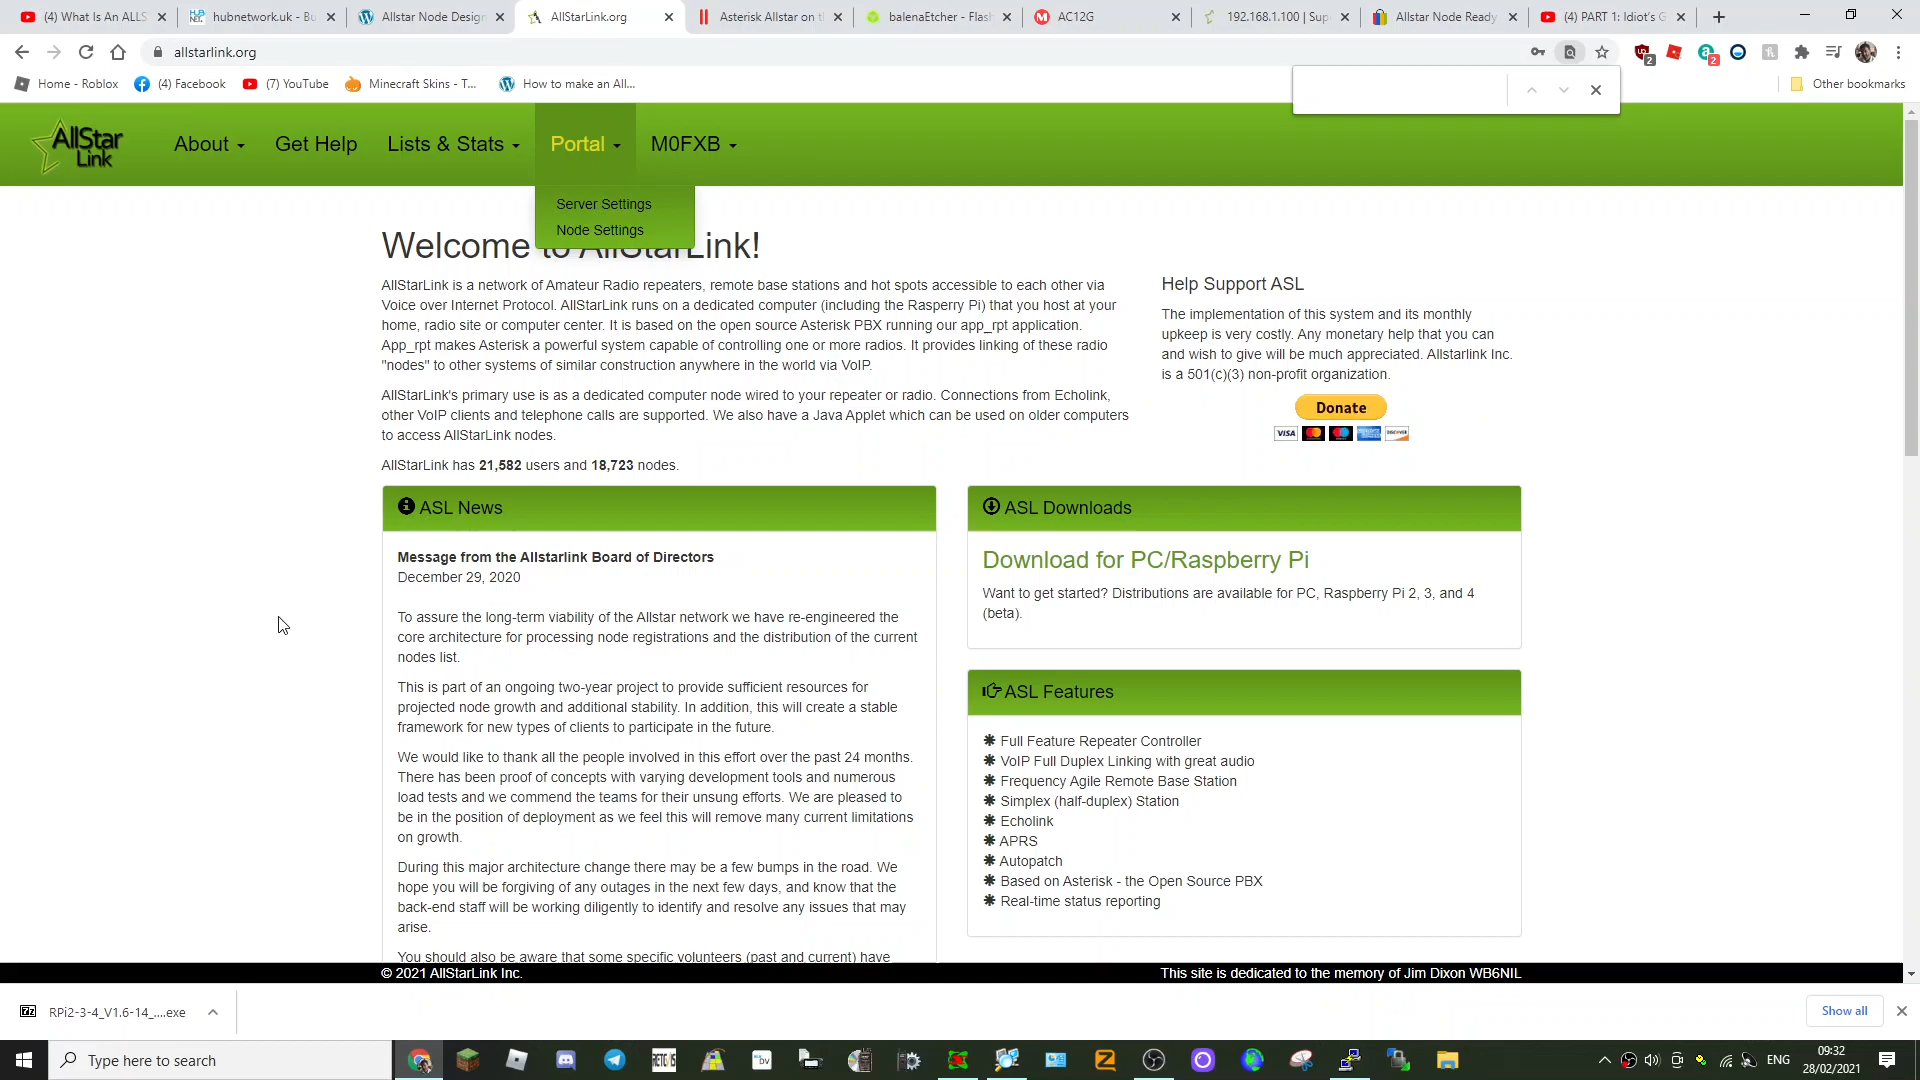 (4) What Is An ALLS
hubnetwork.uk - Bu
Allstar Node Design
AllStarLink.org
Asterisk Allstar on t
balenaEtcher - Flash
AC12G
192.168.1.100 | Sup
Allstar Node Ready
(4) PART 1: Idiot's G
allstarlink.org
2
2
Home - Roblox
(4) Facebook
(7) YouTube
Minecraft Skins - T...
How to make an All...
Other bookmarks
AllStar
Link
About
Get Help
Lists & Stats
Portal
M0FXB
Server Settings
Node Settings
Welcome to AllStarLink!
AllStarLink is a network of Amateur Radio repeaters, remote base stations and hot spots accessible to each other via
Voice over Internet Protocol. AllStarLink runs on a dedicated computer (including the Rasperry Pi) that you host at your
home, radio site or computer center. It is based on the open source Asterisk PBX running our app_rpt application.
App_rpt makes Asterisk a powerful system capable of controlling one or more radios. It provides linking of these radio
"nodes" to other systems of similar construction anywhere in the world via VoIP.
AllStarLink's primary use is as a dedicated computer node wired to your repeater or radio. Connections from Echolink,
other VoIP clients and telephone calls are supported. We also have a Java Applet which can be used on older computers
to access AllStarLink nodes.
AllStarLink has 21,582 users and 18,723 nodes.
Help Support ASL
The implementation of this system and its monthly
upkeep is very costly. Any monetary help that you can
and wish to give will be much appreciated. Allstarlink Inc.
is a 501(c)(3) non-profit organization.
Donate
VISA
DISCOVER
ASL News
Message from the Allstarlink Board of Directors
December 29, 2020
To assure the long-term viability of the Allstar network we have re-engineered the
core architecture for processing node registrations and the distribution of the current
nodes list.
This is part of an ongoing two-year project to provide sufficient resources for
projected node growth and additional stability. In addition, this will create a stable
framework for new types of clients to participate in the future.
We would like to thank all the people involved in this effort over the past 24 months.
There has been proof of concepts with varying development tools and numerous
load tests and we commend the teams for their unsung efforts. We are pleased to
be in the position of deployment as we feel this will remove many current limitations
on growth.
During this major architecture change there may be a few bumps in the road. We
hope you will be forgiving of any outages in the next few days, and know that the
back-end staff will be working diligently to identify and resolve any issues that may
arise.
You should also be aware that some specific volunteers (past and current) have
ASL Downloads
Download for PC/Raspberry Pi
Want to get started? Distributions are available for PC, Raspberry Pi 2, 3, and 4
(beta).
ASL Features
Full Feature Repeater Controller
VoIP Full Duplex Linking with great audio
Frequency Agile Remote Base Station
Simplex (half-duplex) Station
Echolink
APRS
Autopatch
Based on Asterisk - the Open Source PBX
Real-time status reporting
© 2021 AllStarLink Inc.
This site is dedicated to the memory of Jim Dixon WB6NIL
RPi2-3-4_V1.6-14_....exe
Show all
Type here to search
ENG
09:32
28/02/2021